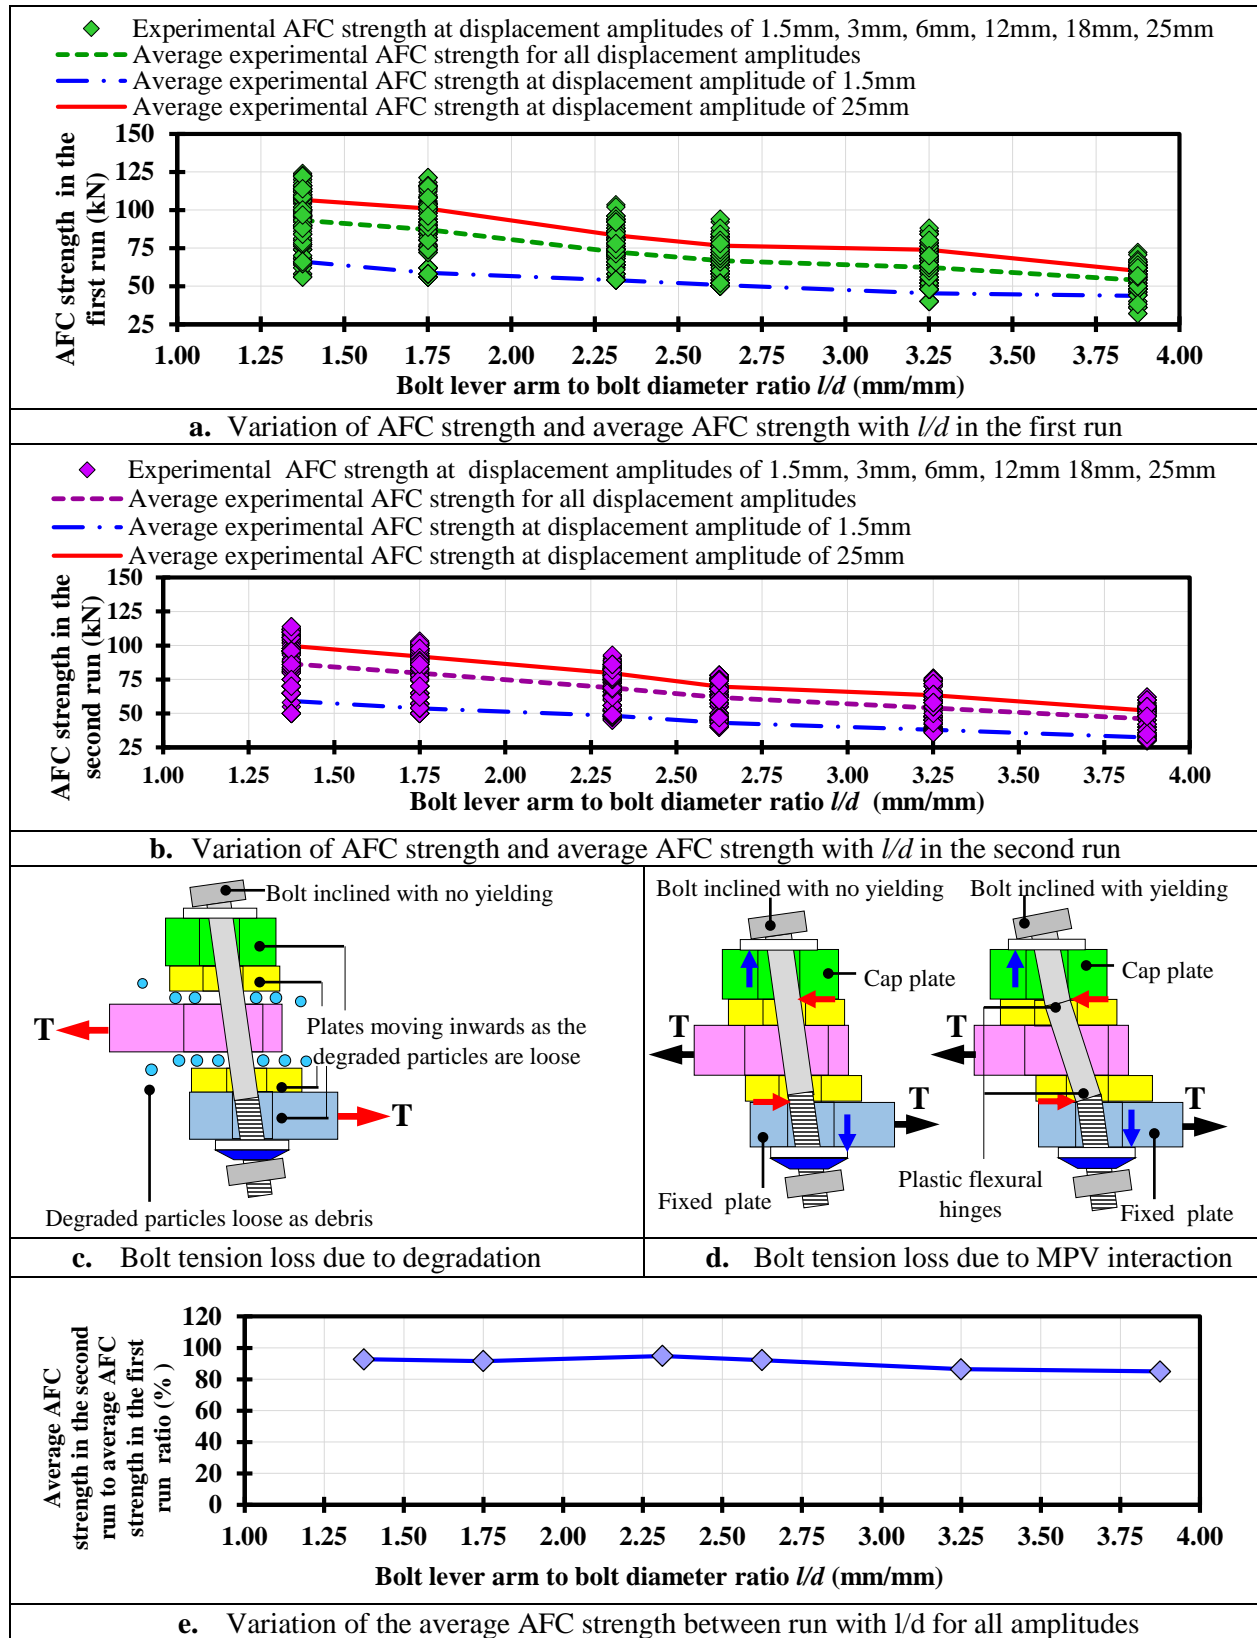 Experimental AFC strength at displacement amplitudes of 1.5mm, 3mm, 6mm, 12mm, 18mm, 25mm
Average experimental AFC strength for all displacement amplitudes
Average experimental AFC strength at displacement amplitude of 1.5mm
Average experimental AFC strength at displacement amplitude of 25mm
AFC strength in the
first run (kN)
150
125
100
75
50
25
1.00 1.25 1.50 1.75 2.00 2.25 2.50 2.75 3.00 3.25 3.50 3.75 4.00
Bolt lever arm to bolt diameter ratio l/d (mm/mm)
a. Variation of AFC strength and average AFC strength with l/d in the first run
Experimental AFC strength at displacement amplitudes of 1.5mm, 3mm, 6mm, 12mm 18mm, 25mm
Average experimental AFC strength for all displacement amplitudes
Average experimental AFC strength at displacement amplitude of 1.5mm
Average experimental AFC strength at displacement amplitude of 25mm
AFC strength in the
second run (kN)
150
125
100
75
50
25
1.00 1.25 1.50 1.75 2.00 2.25 2.50 2.75 3.00 3.25 3.50 3.75 4.00
Bolt lever arm to bolt diameter ratio l/d (mm/mm)
b. Variation of AFC strength and average AFC strength with l/d in the second run
Bolt inclined with no yielding
T
Plates moving inwards as the
degraded particles are loose
T
Degraded particles loose as debris
c. Bolt tension loss due to degradation
Bolt inclined with no yielding
Bolt inclined with yielding
Cap plate
Cap plate
T
T
T
T
Plastic flexural
hinges
Fixed plate
Fixed plate
d. Bolt tension loss due to MPV interaction
Average AFC
strength in the second
run to average AFC
strength in the first
run ratio (%)
120
100
80
60
40
20
0
1.00 1.25 1.50 1.75 2.00 2.25 2.50 2.75 3.00 3.25 3.50 3.75 4.00
Bolt lever arm to bolt diameter ratio l/d (mm/mm)
e. Variation of the average AFC strength between run with l/d for all amplitudes